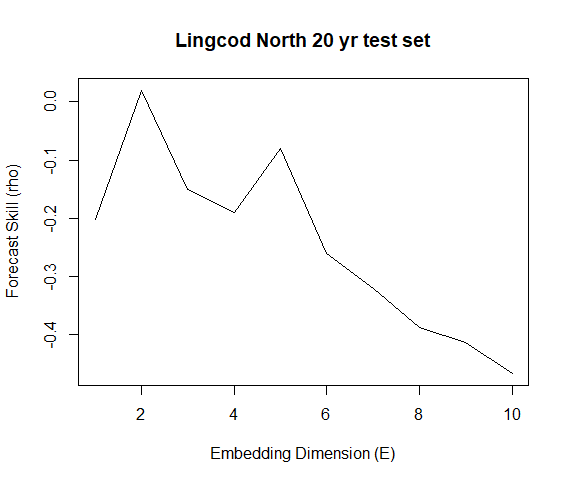 Lingcod North 20 yr test set
Forecast Skill (rho)
0.0
-0.1
-0.2
-0.3
-0.4
2 4 6 8 10
Embedding Dimension (E)